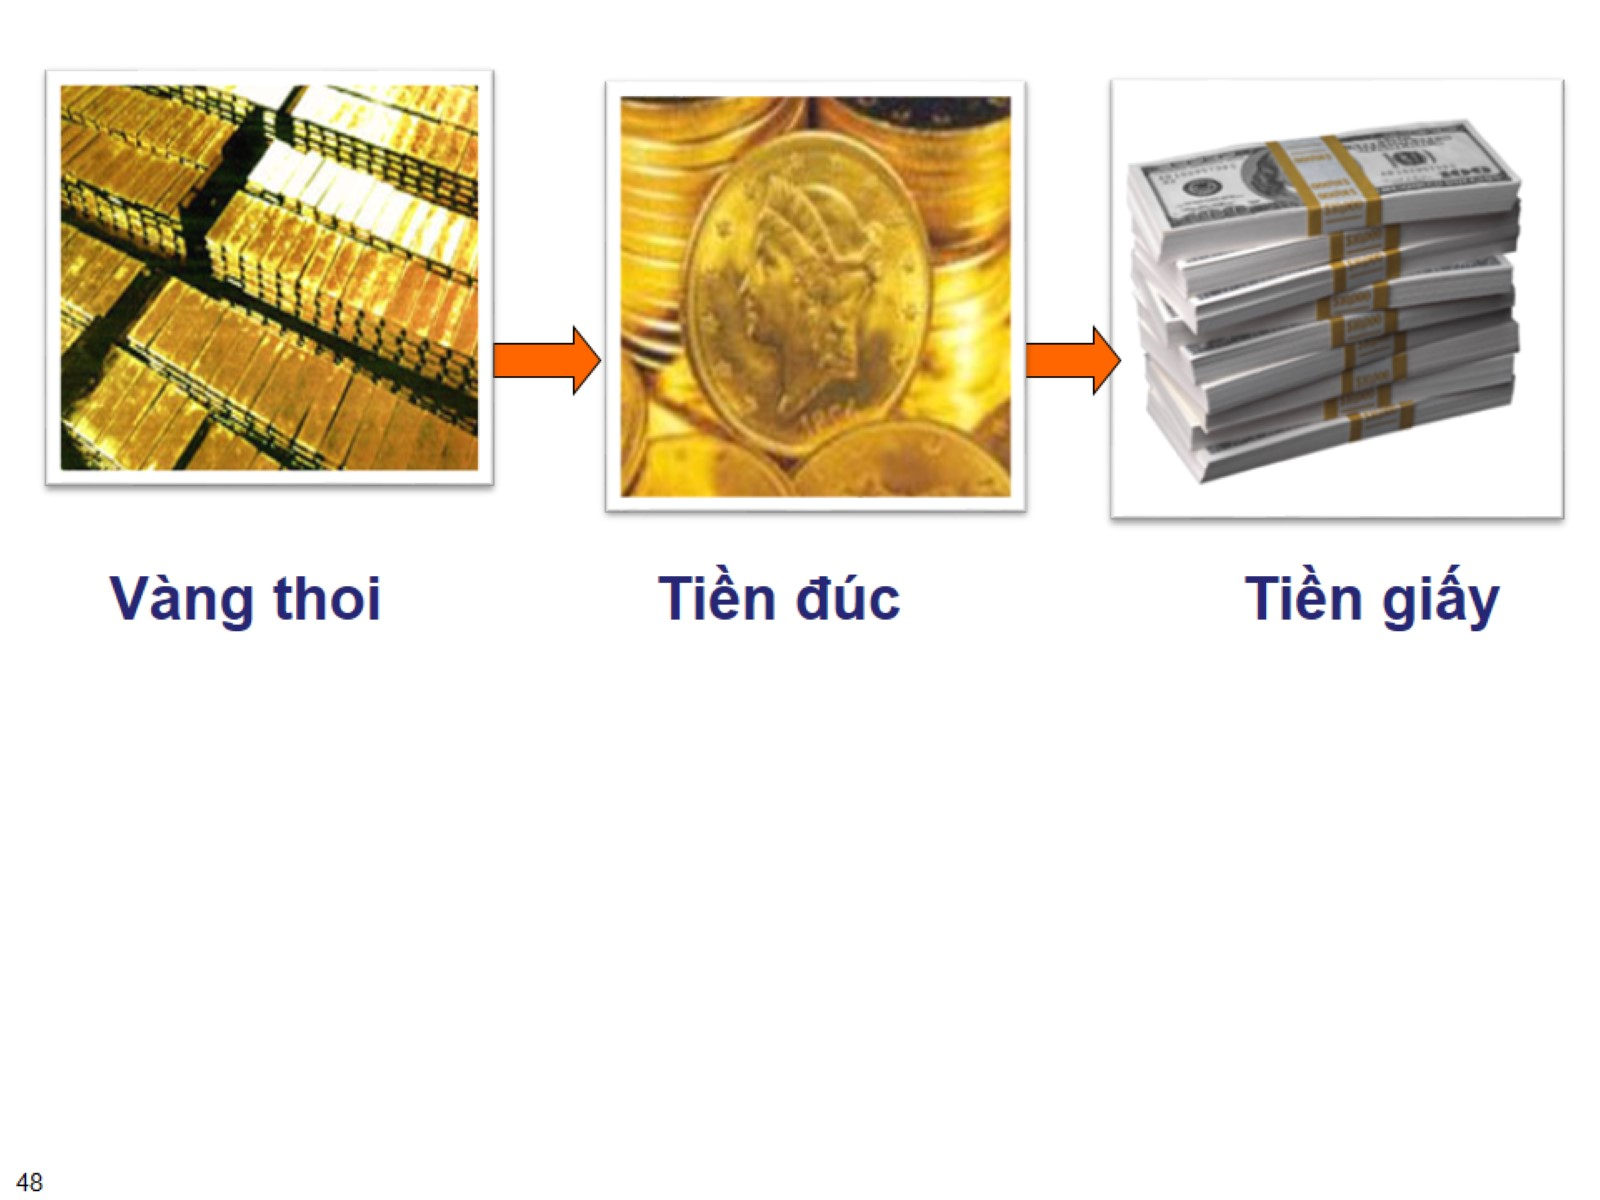 Vàng thoi
Tiền đúc
Tiền giấy
48